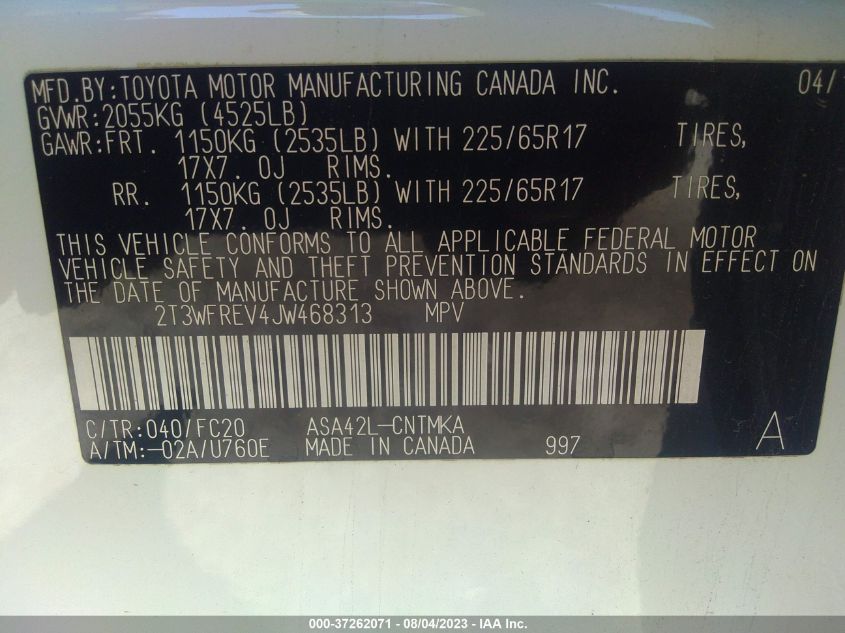 MFD.BY:TOYOTA MOTOR MANUFACTURING CANADA INC. 04/
GVWR:2055KG (4525LB)
GAWR:FRT. 1150KG (2535LB) WITH 225/65R17 TIRES,
17X7. 0J RIMS.
RR. 1150KG (2535LB) WITH 225/65R17 TIRES,
17X7. 0J RIMS.
THIS VEHICLE CONFORMS TO ALL APPLICABLE FEDERAL MOTOR
VEHICLE SAFETY AND THEFT PREVENTION STANDARDS IN EFFECT ON
THE DATE OF MANUFACTURE SHOWN ABOVE.
2T3WFREV4JW468313 MPV
C/TR:040/FC20 ASA42L-CNTMKA
A/TM:-02A/U760E MADE IN CANADA 997 A
000-37262071 - 08/04/2023 - IAA Inc.